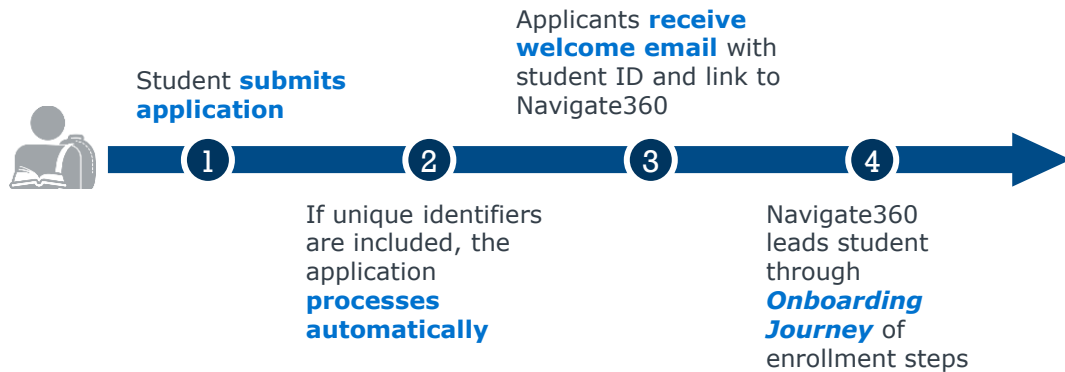 Student submits
application
1
If unique identifiers
are included, the
application
processes
automatically
2
Applicants receive
welcome email with
student ID and link to
Navigate360
3
Navigate360
leads student
through
Onboarding
Journey of
enrollment steps
4